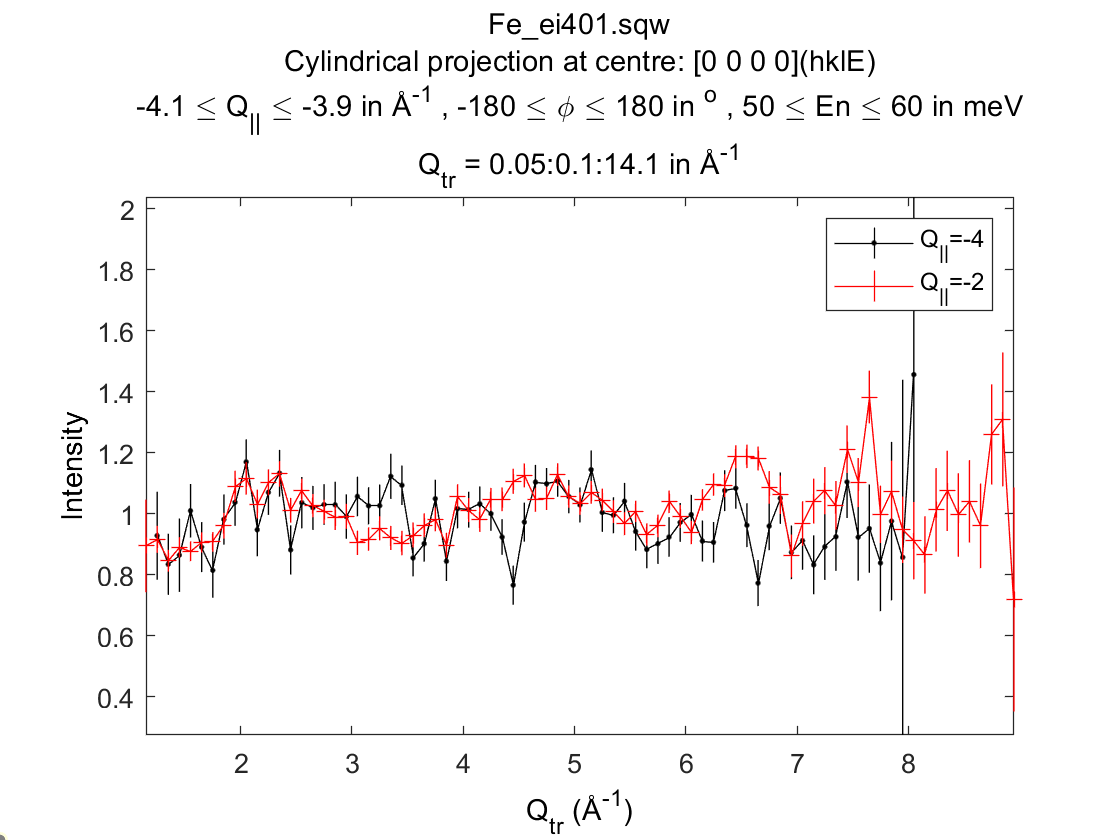 Fe_ei401.sqw
Cylindrical projection at centre: [0 0 0 0](hklE)
-4.1 ≤ Q|| ≤ -3.9 in Å-1 , -180 ≤ ϕ ≤ 180 in o , 50 ≤ En ≤ 60 in meV
Qtr = 0.05:0.1:14.1 in Å-1
2
1.8
1.6
1.4
1.2
1
0.8
0.6
0.4
Intensity
Q||=-4
Q||=-2
2 3 4 5 6 7 8
Qtr (Å-1)